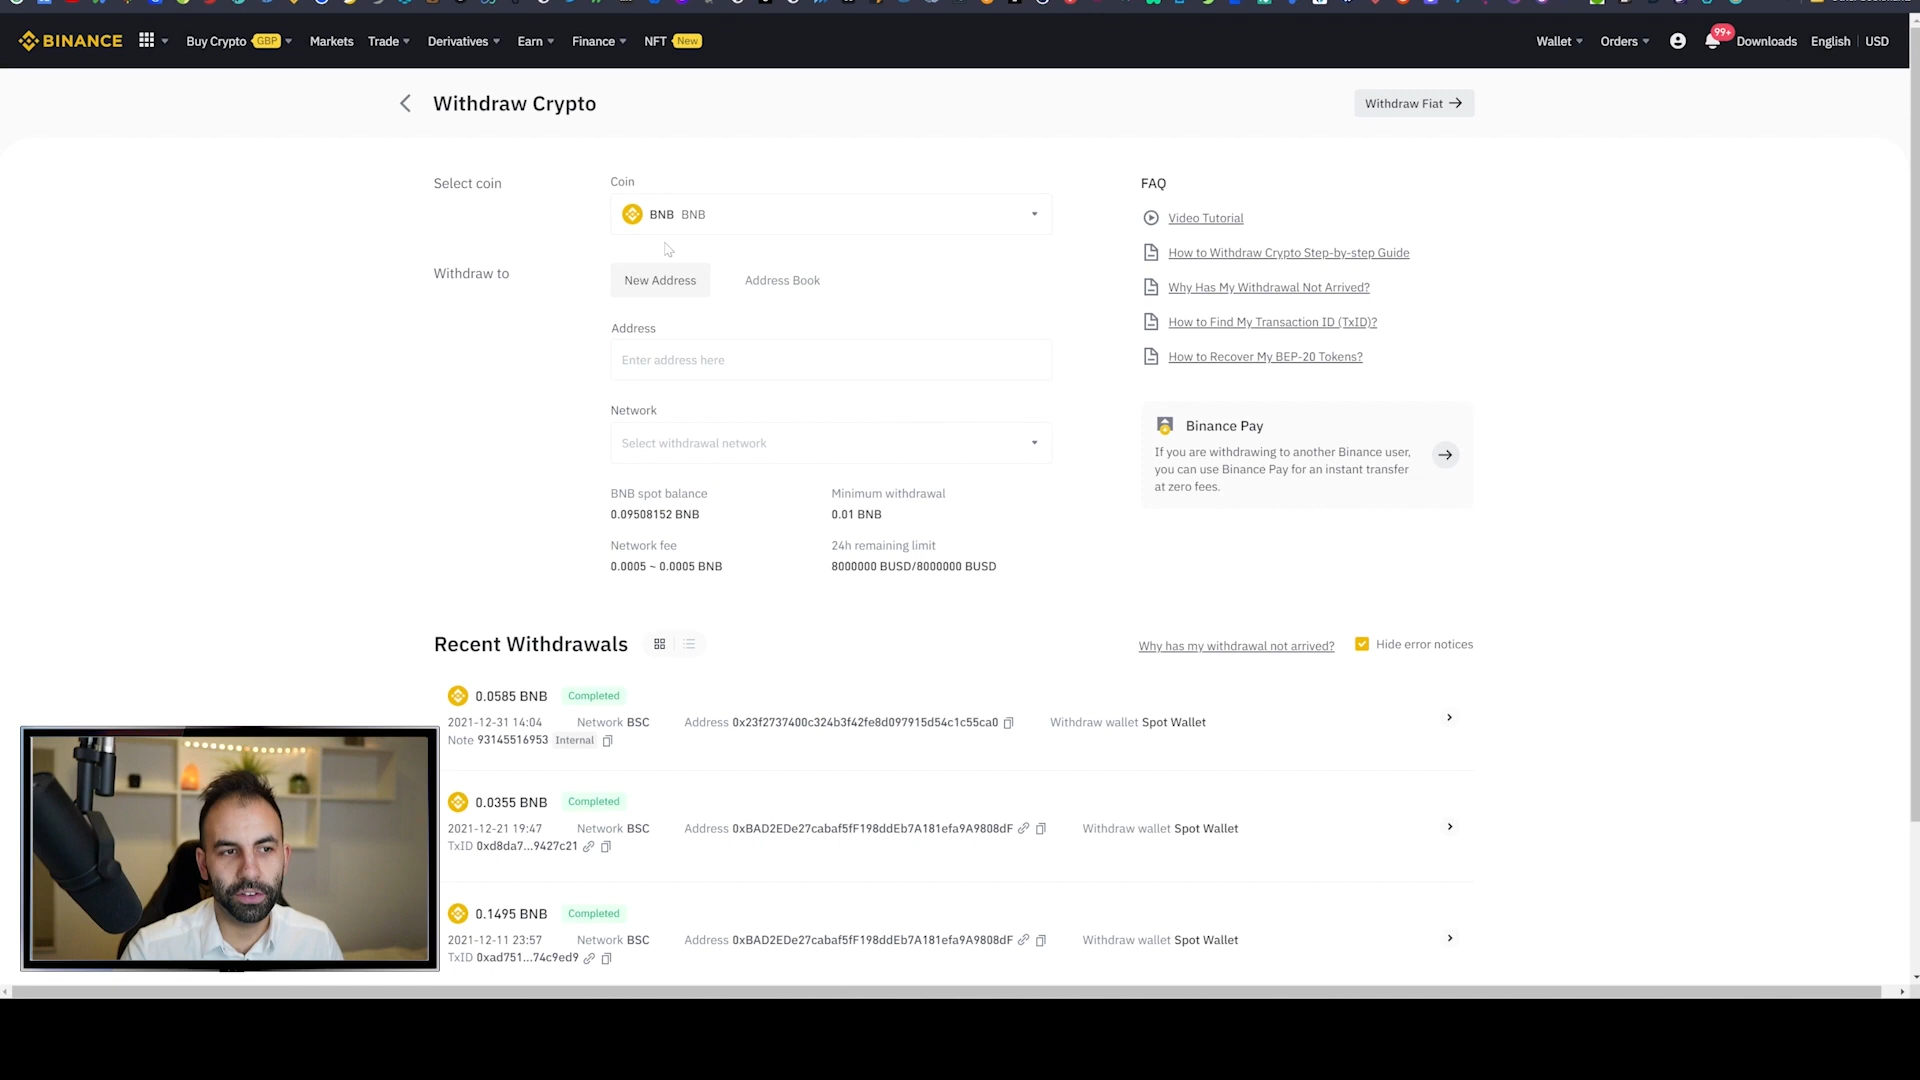 BINANCE Buy Crypto GBP Markets Trade Derivatives Earn Finance NFT New Wallet Orders 99+ Downloads English USD
Withdraw Crypto
Withdraw Fiat
Select coin
Coin
BNB BNB
Withdraw to
New Address Address Book
Address
Enter address here
Network
Select withdrawal network
BNB spot balance Minimum withdrawal
0.09508152 BNB 0.01 BNB
Network fee 24h remaining limit
0.0005 ~ 0.0005 BNB 8000000 BUSD/8000000 BUSD
FAQ
Video Tutorial
How to Withdraw Crypto Step-by-step Guide
Why Has My Withdrawal Not Arrived?
How to Find My Transaction ID (TxID)?
How to Recover My BEP-20 Tokens?
Binance Pay
If you are withdrawing to another Binance user,
you can use Binance Pay for an instant transfer
at zero fees.
Recent Withdrawals Why has my withdrawal not arrived? Hide error notices
0.0585 BNB Completed
2021-12-31 14:04 Network BSC Address 0x23f2737400c324b3f42fe8d097915d54c1c55ca0 Withdraw wallet Spot Wallet
Note 93145516953 Internal
0.0355 BNB Completed
2021-12-21 19:47 Network BSC Address 0xBAD2EDe27cabaf5fF198ddEb7A181efa9A9808dF Withdraw wallet Spot Wallet
TxID 0xd8da7...9427c21
0.1495 BNB Completed
2021-12-11 23:57 Network BSC Address 0xBAD2EDe27cabaf5fF198ddEb7A181efa9A9808dF Withdraw wallet Spot Wallet
TxID 0xad751...74c9ed9